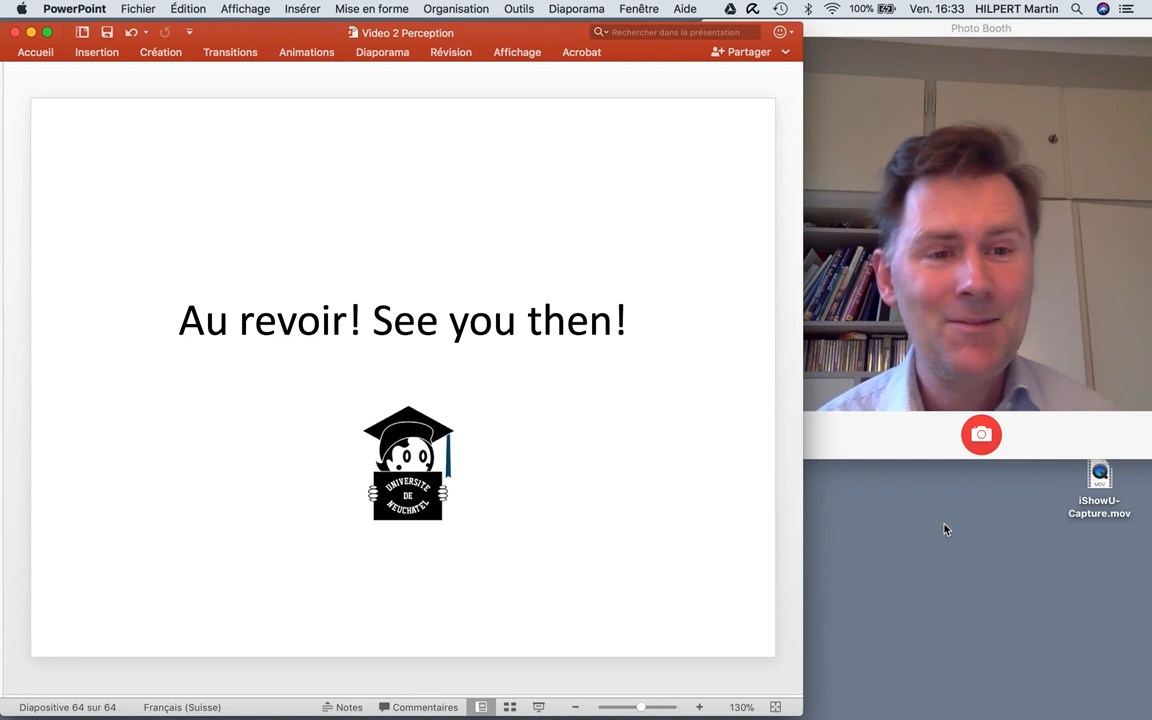 PowerPoint Fichier Édition Affichage Insérer Mise en forme Organisation Outils Diaporama Fenêtre Aide 100% Ven. 16:33 HILPERT Martin
Video 2 Perception
Rechercher dans la présentation
Photo Booth
Accueil Insertion Création Transitions Animations Diaporama Révision Affichage Acrobat Partager
Au revoir! See you then!
UNIVERSITE
DE
NEUCHATEL
MOV
iShowU-
Capture.mov
Diapositive 64 sur 64 Français (Suisse) Notes Commentaires 130%